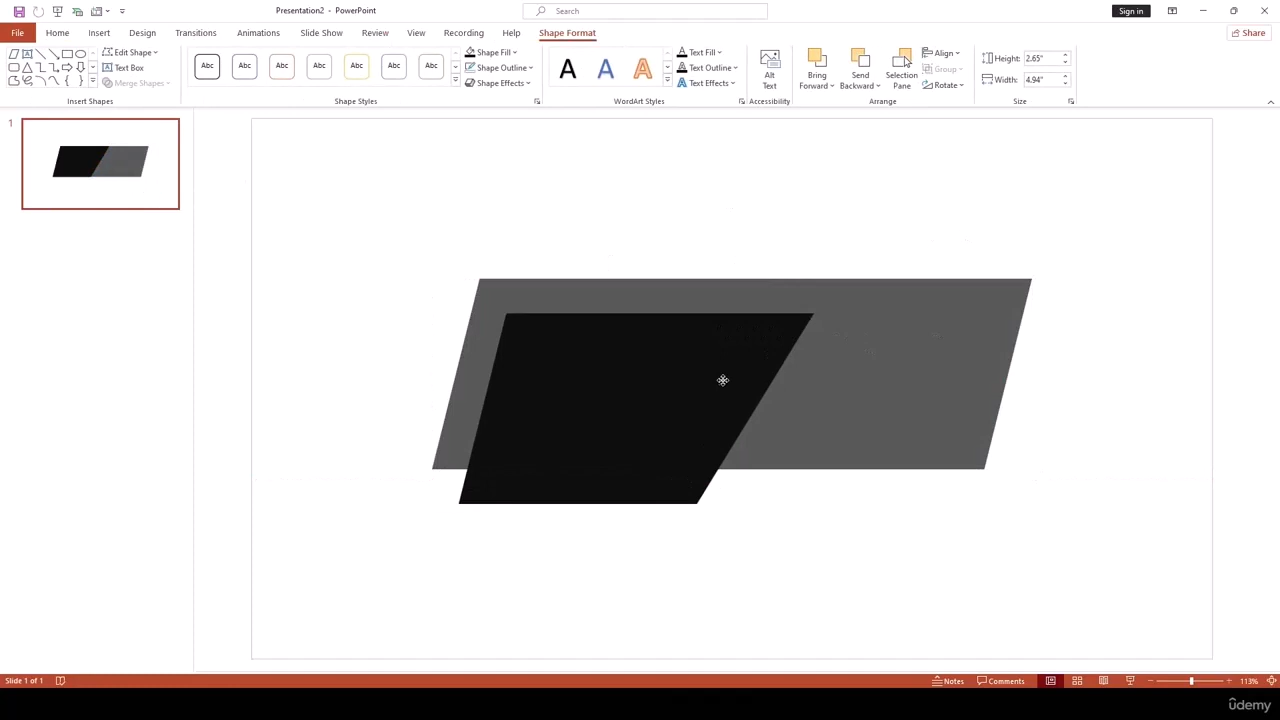 Presentation2 - PowerPoint
Search
Sign in
File Home Insert Design Transitions Animations Slide Show Review View Recording Help Shape Format
Share
Edit Shape
Text Box
Merge Shapes
Insert Shapes
Abc Abc Abc Abc Abc Abc Abc
Shape Fill
Shape Outline
Shape Effects
Shape Styles
A A A
Text Fill
Text Outline
Text Effects
WordArt Styles
Alt
Text
Accessibility
Bring
Forward
Send
Backward
Selection
Pane
Align
Group
Rotate
Arrange
Height: 2.65"
Width: 4.94"
Size
1
Slide 1 of 1
Notes
Comments
113%
ûdemy